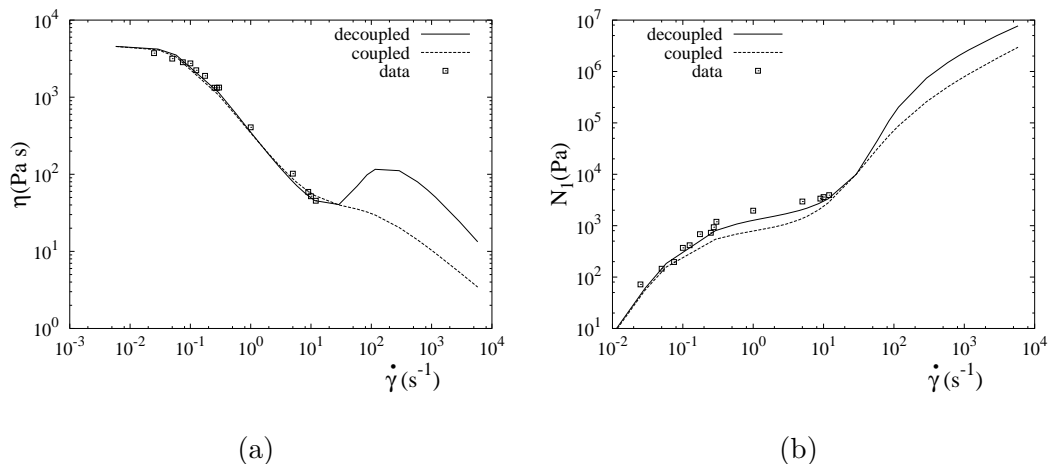 decoupled
coupled
data
η(Pa s)
10^4
10^3
10^2
10^1
10^0
10^-3 10^-2 10^-1 10^0 10^1 10^2 10^3 10^4
γ̇ (s^-1)
(a)
decoupled
coupled
data
N_1(Pa)
10^7
10^6
10^5
10^4
10^3
10^2
10^1
10^-2 10^-1 10^0 10^1 10^2 10^3 10^4
γ̇ (s^-1)
(b)